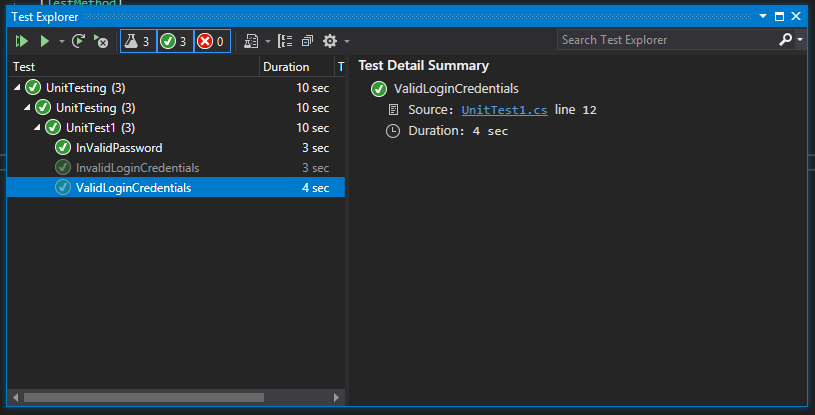 [TestMethod]
Test Explorer
3 3 0
Search Test Explorer
Test Duration T
UnitTesting (3) 10 sec
UnitTesting (3) 10 sec
UnitTest1 (3) 10 sec
InValidPassword 3 sec
InvalidLoginCredentials 3 sec
ValidLoginCredentials 4 sec
Test Detail Summary
ValidLoginCredentials
Source: UnitTest1.cs line 12
Duration: 4 sec